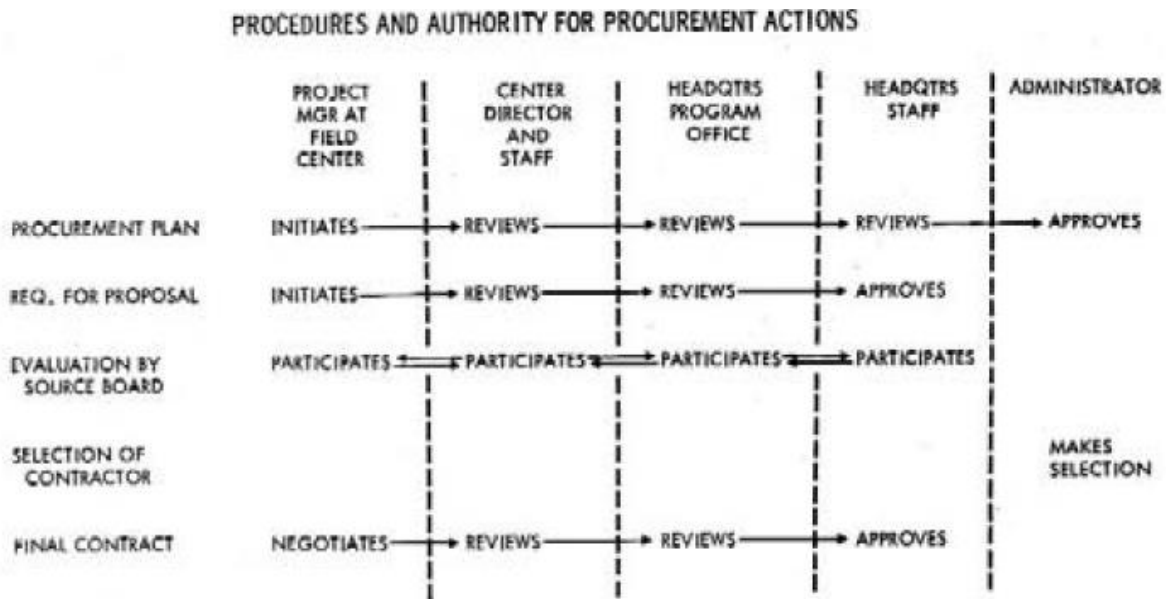 PROCEDURES AND AUTHORITY FOR PROCUREMENT ACTIONS
PROJECT
MGR AT
FIELD
CENTER
CENTER
DIRECTOR
AND
STAFF
HEADQTRS
PROGRAM
OFFICE
HEADQTRS
STAFF
ADMINISTRATOR
PROCUREMENT PLAN INITIATES REVIEWS REVIEWS REVIEWS APPROVES
REQ. FOR PROPOSAL INITIATES REVIEWS REVIEWS APPROVES
EVALUATION BY
SOURCE BOARD
PARTICIPATES PARTICIPATES PARTICIPATES PARTICIPATES
SELECTION OF
CONTRACTOR
MAKES
SELECTION
FINAL CONTRACT NEGOTIATES REVIEWS REVIEWS APPROVES